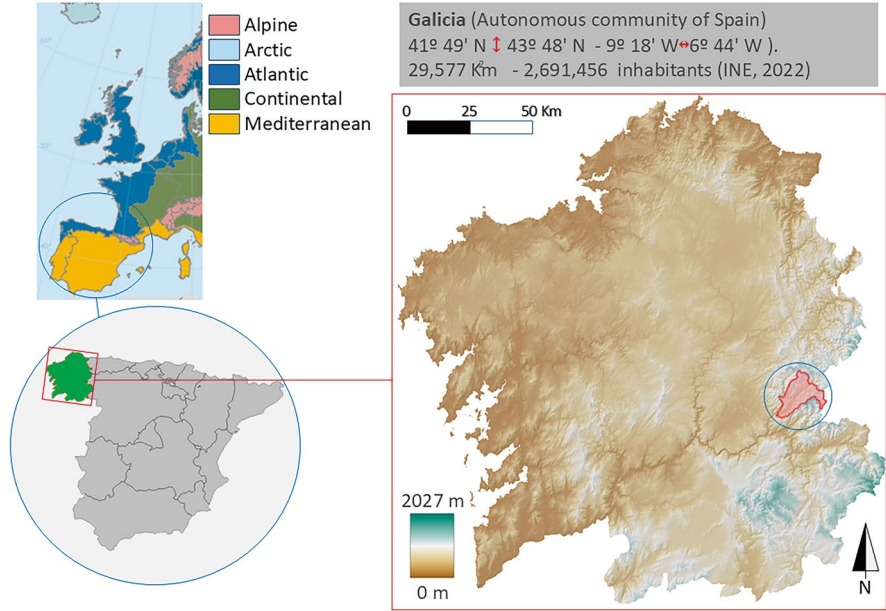 Alpine
Arctic
Atlantic
Continental
Mediterranean
Galicia (Autonomous community of Spain)
41º 49' N ↕ 43º 48' N - 9º 18' W↔6º 44' W ).
29,577 Km² - 2,691,456 inhabitants (INE, 2022)
0 25 50 Km
2027 m
0 m
N